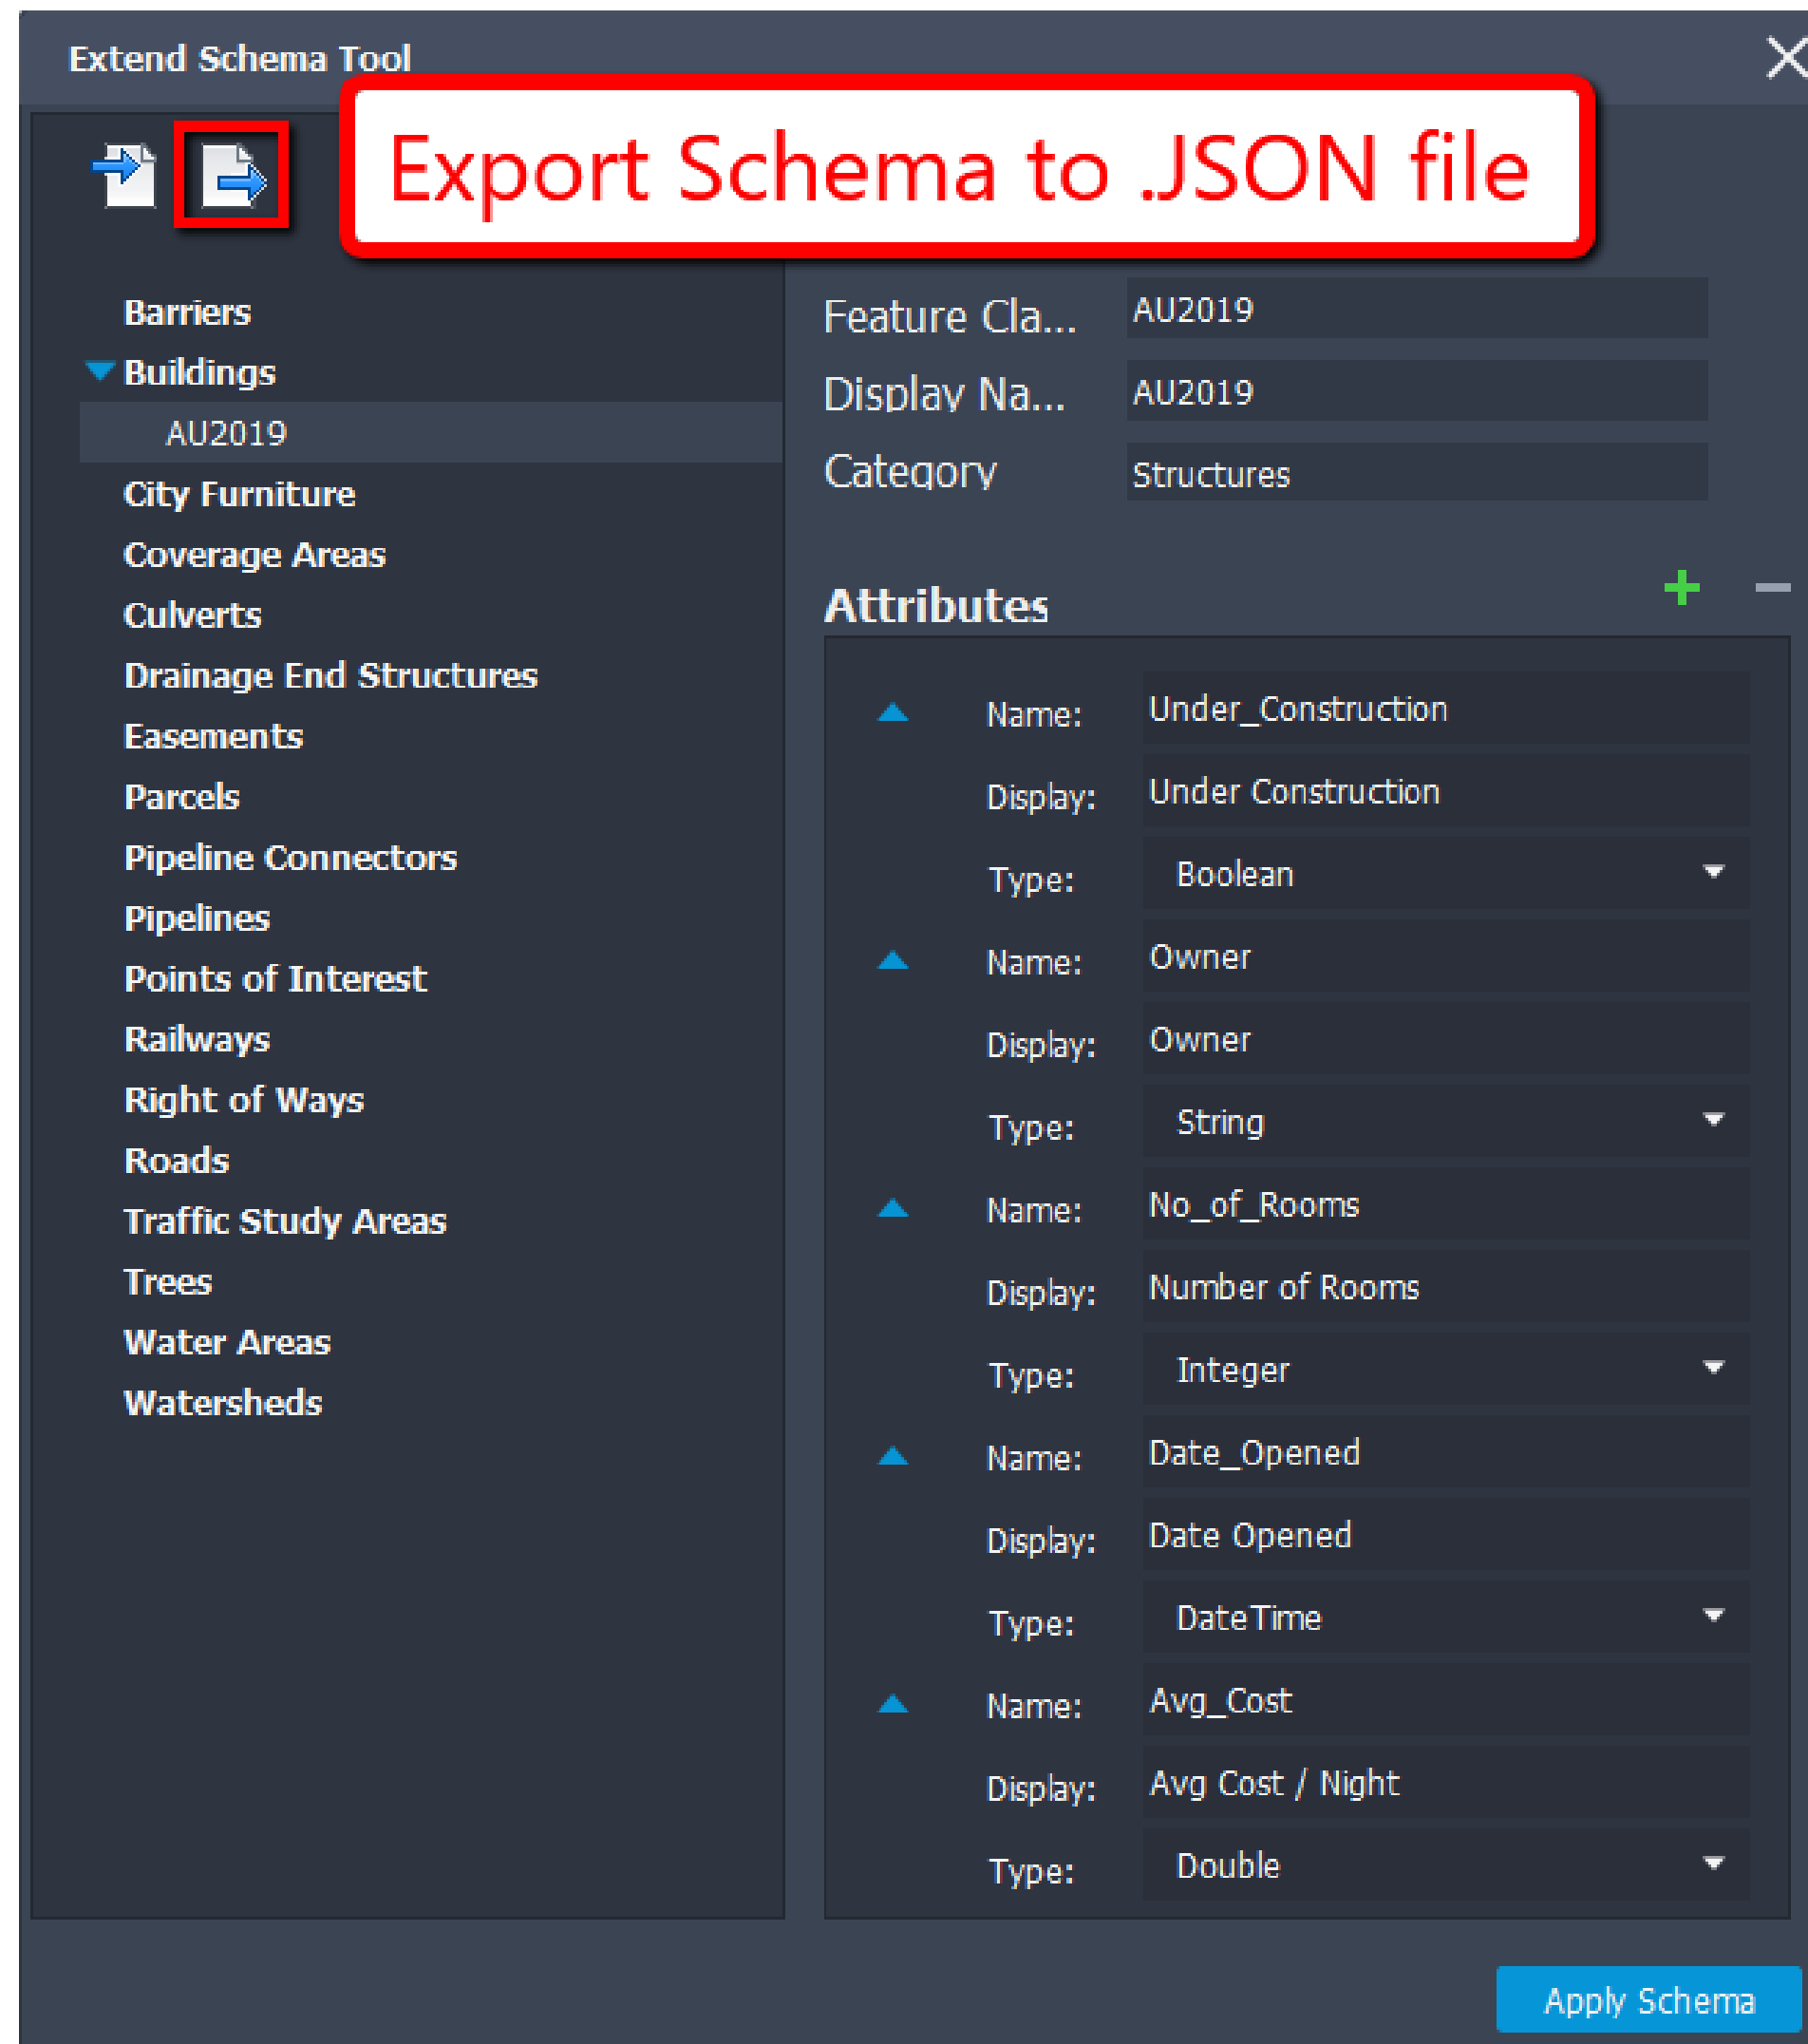 Extend Schema Tool
Export Schema to .JSON file
Barriers
Buildings
AU2019
City Furniture
Coverage Areas
Culverts
Drainage End Structures
Easements
Parcels
Pipeline Connectors
Pipelines
Points of Interest
Railways
Right of Ways
Roads
Traffic Study Areas
Trees
Water Areas
Watersheds
Feature Cla... AU2019
Display Na... AU2019
Category Structures
Attributes
Name: Under_Construction
Display: Under Construction
Type: Boolean
Name: Owner
Display: Owner
Type: String
Name: No_of_Rooms
Display: Number of Rooms
Type: Integer
Name: Date_Opened
Display: Date Opened
Type: DateTime
Name: Avg_Cost
Display: Avg Cost / Night
Type: Double
Apply Schema